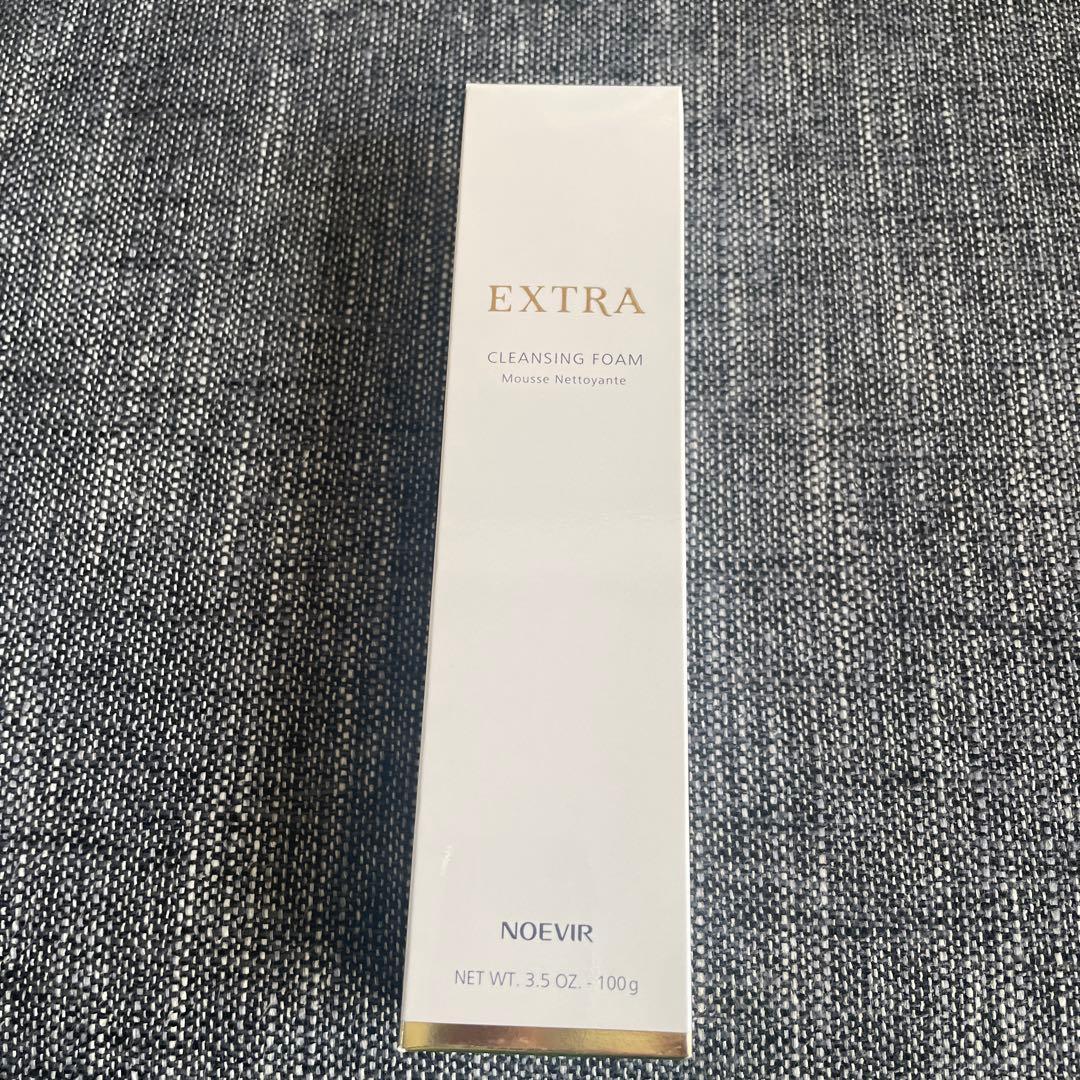 EXTRA
CLEANSING FOAM
Mousse Nettoyante
NOEVIR
NET WT. 3.5 OZ. - 100g